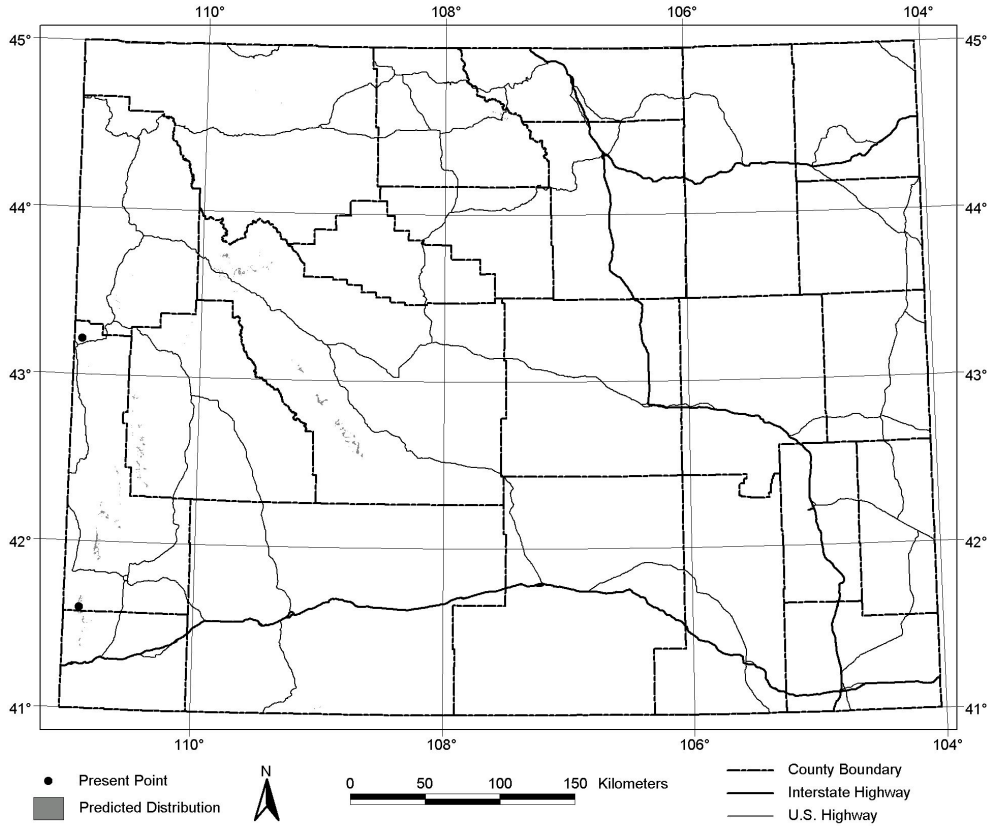 110° 108° 106° 104°
45° 45°
44° 44°
43° 43°
42° 42°
41° 41°
110° 108° 106° 104°
Present Point
Predicted Distribution
N
0 50 100 150 Kilometers
County Boundary
Interstate Highway
U.S. Highway